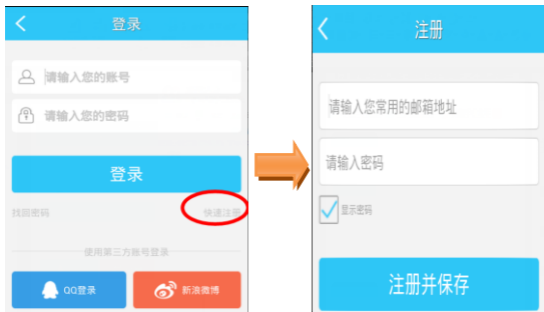 登录
请输入您的账号
请输入您的密码
登录
找回密码
快速注册
使用第三方账号登录
QQ登录
新浪微博
注册
请输入您常用的邮箱地址
请输入密码
显示密码
注册并保存